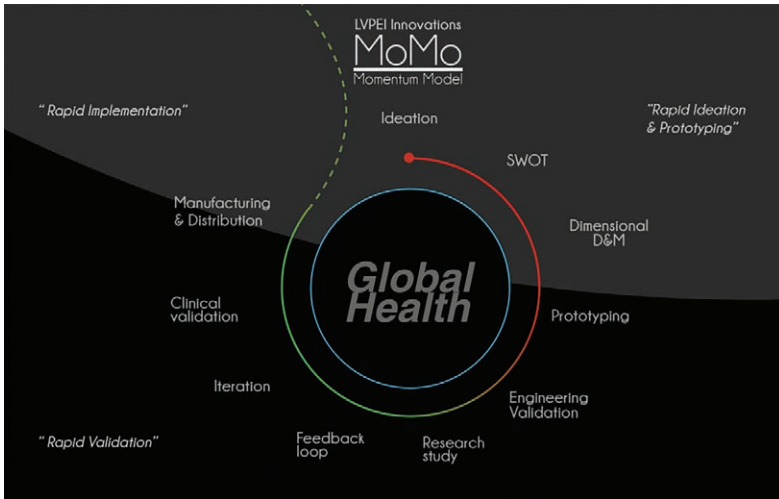 LVPEI Innovations
MoMo
Momentum Model
"Rapid Implementation"
"Rapid Ideation
& Prototyping"
Ideation
SWOT
Dimensional
D&M
Prototyping
Engineering
Validation
Research
study
Feedback
loop
Iteration
Clinical
validation
Manufacturing
& Distribution
"Rapid Validation"
Global
Health